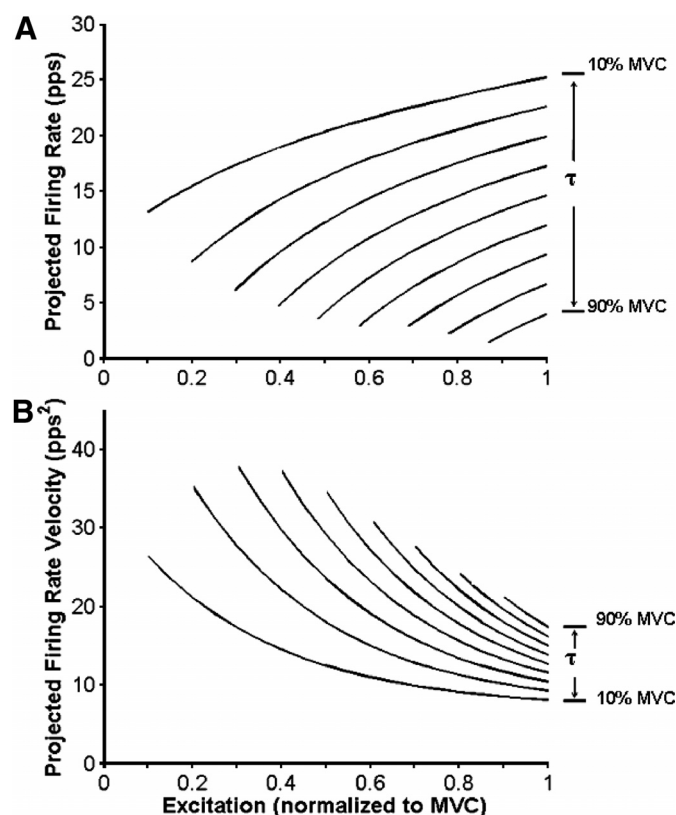 A
Projected Firing Rate (pps)
30
25
20
15
10
5
0
0 0.2 0.4 0.6 0.8 1
10% MVC
τ
90% MVC
B
Projected Firing Rate Velocity (pps²)
40
30
20
10
0
0 0.2 0.4 0.6 0.8 1
Excitation (normalized to MVC)
90% MVC
τ
10% MVC